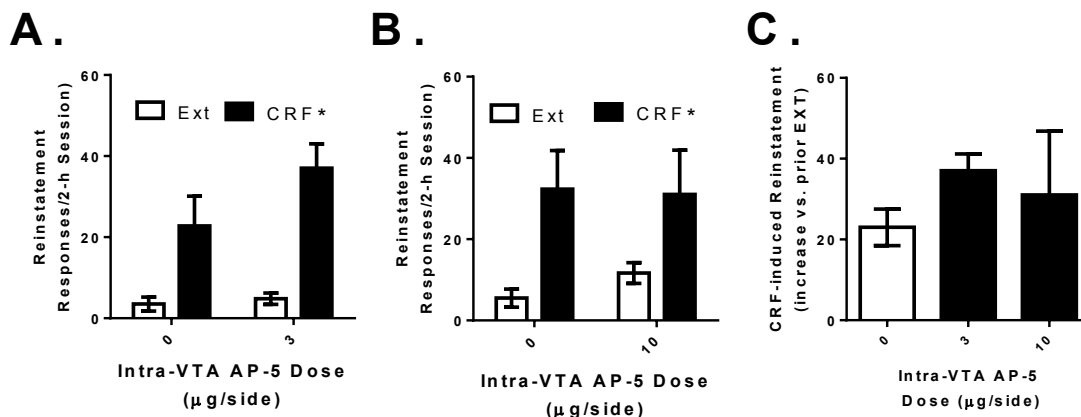 A.
60
40
20
0
Reinstatement
Responses/2-h Session)
Ext
CRF*
0
3
Intra-VTA AP-5 Dose
(µg/side)
B.
60
40
20
0
Reinstatement
Responses/2-h Session)
Ext
CRF*
0
10
Intra-VTA AP-5 Dose
(µg/side)
C.
60
40
20
0
CRF-induced Reinstatement
(increase vs. prior EXT)
0
3
10
Intra-VTA AP-5
Dose (µg/side)